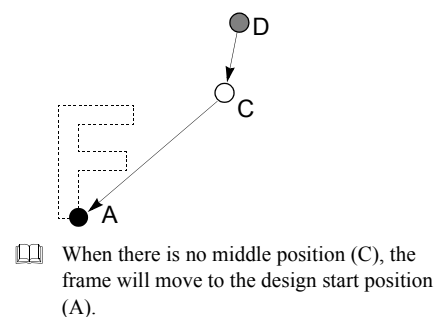 D
C
A
When there is no middle position (C), the
frame will move to the design start position
(A).